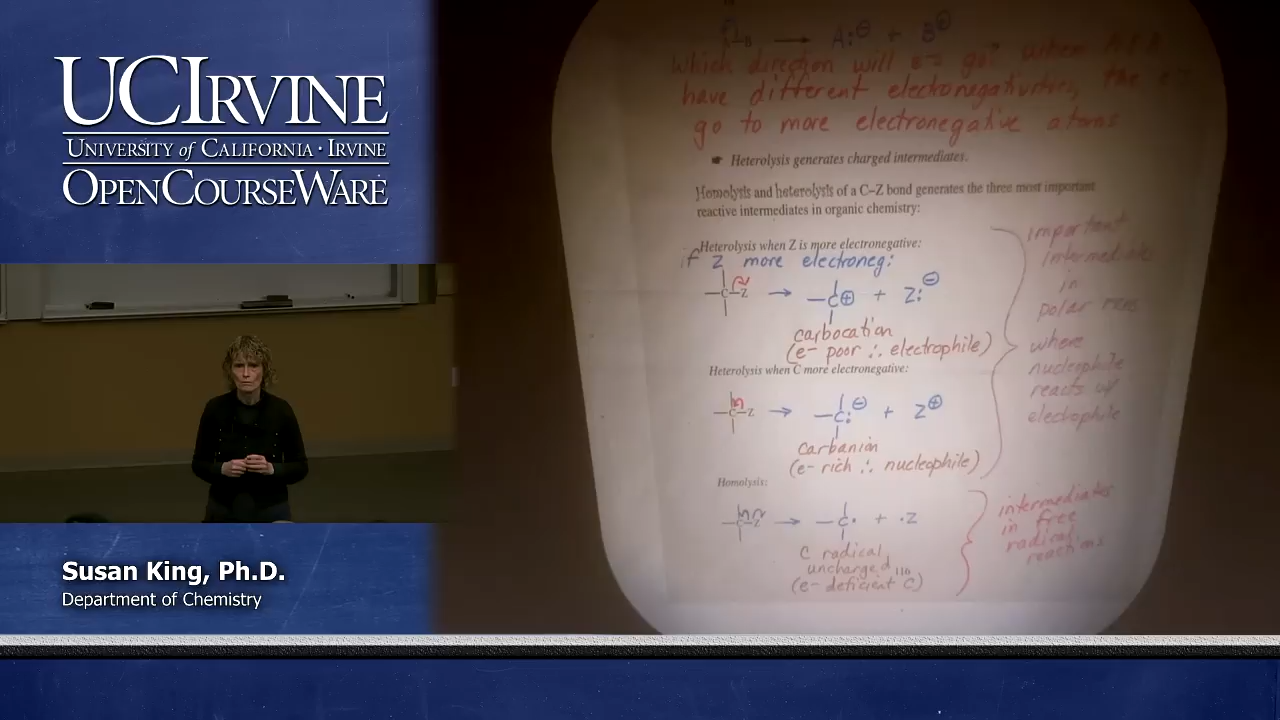 UCIRVINE
UNIVERSITY of CALIFORNIA · IRVINE
OPENCOURSEWARE
Susan King, Ph.D.
Department of Chemistry
B → A:⊖ + B⊕
Which direction will e- go? when A & B
have different electronegativities, the e-
go to more electronegative atoms
☛ Heterolysis generates charged intermediates.
Homolysis and heterolysis of a C–Z bond generates the three most important
reactive intermediates in organic chemistry:
Heterolysis when Z is more electronegative:
if Z more electroneg:
–C–Z → –C⊕ + Z:⊖
carbocation
(e- poor ∴ electrophile)
Heterolysis when C more electronegative:
–C–Z → –C:⊖ + Z⊕
carbanion
(e- rich ∴ nucleophile)
important
intermediates
in
polar rxns
where
nucleophile
reacts w/
electrophile
Homolysis:
–C–Z → –C· + ·Z
C radical
uncharged
(e- deficient C)
intermediates
in free
radical
reactions